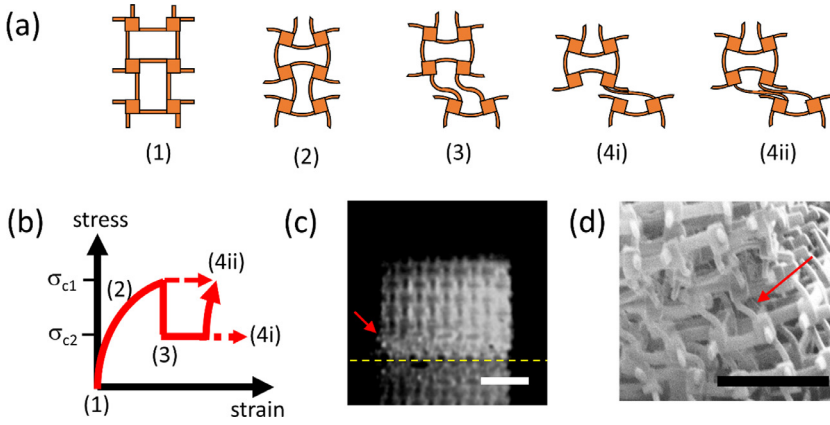 (a)
(1)
(2)
(3)
(4i)
(4ii)
(b)
stress
σc1
σc2
(1)
(2)
(3)
(4ii)
(4i)
strain
(c)
(d)